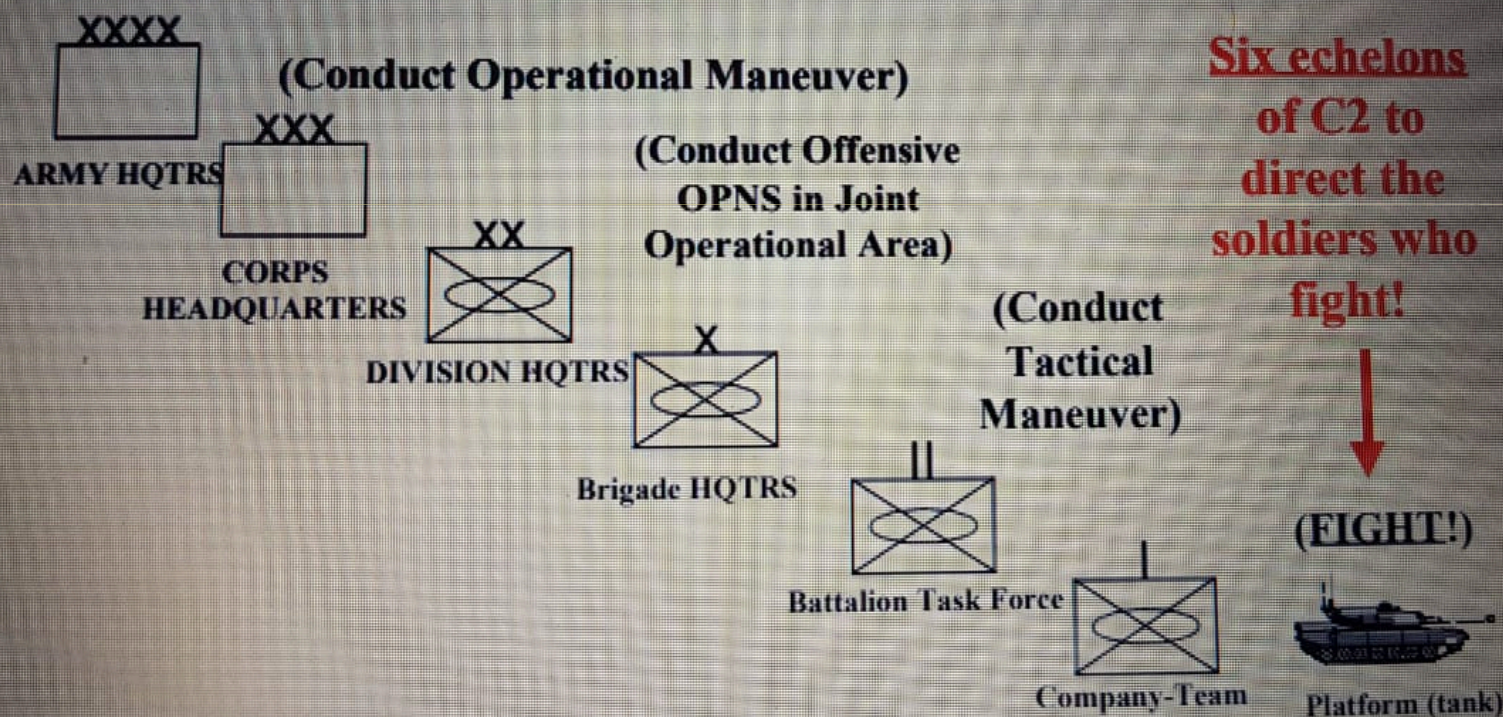 XXXX
(Conduct Operational Maneuver)
Six echelons
of C2 to
direct the
soldiers who
fight!
ARMY HQTRS
XXX
(Conduct Offensive
OPNS in Joint
Operational Area)
CORPS
HEADQUARTERS
XX
DIVISION HQTRS
(Conduct
Tactical
Maneuver)
X
Brigade HQTRS
II
Battalion Task Force
I
Company-Team
(FIGHT!)
Platform (tank)